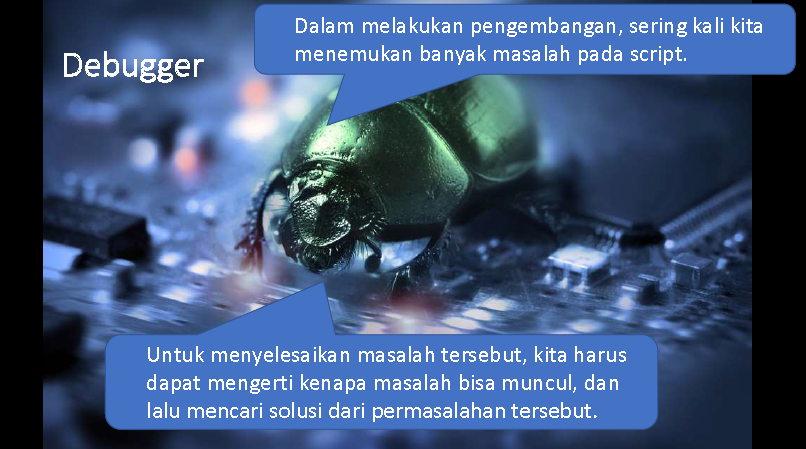 Dalam melakukan pengembangan, sering kali kita
menemukan banyak masalah pada script.
Debugger
Untuk menyelesaikan masalah tersebut, kita harus
dapat mengerti kenapa masalah bisa muncul, dan
lalu mencari solusi dari permasalahan tersebut.